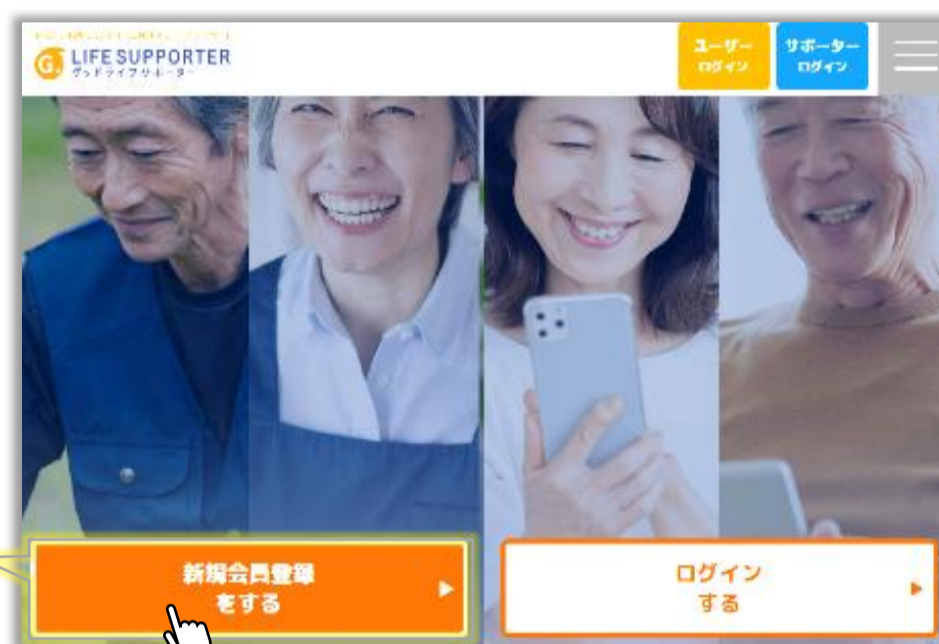 G. LIFE SUPPORTER
グッドライフサポーター
ユーザー
ログイン
サポーター
ログイン
新規会員登録
をする
ログイン
する